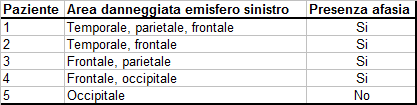 Paziente Area danneggiata emisfero sinistro Presenza afasia
1 Temporale, parietale, frontale Si
2 Temporale, frontale Si
3 Frontale, parietale Si
4 Frontale, occipitale Si
5 Occipitale No